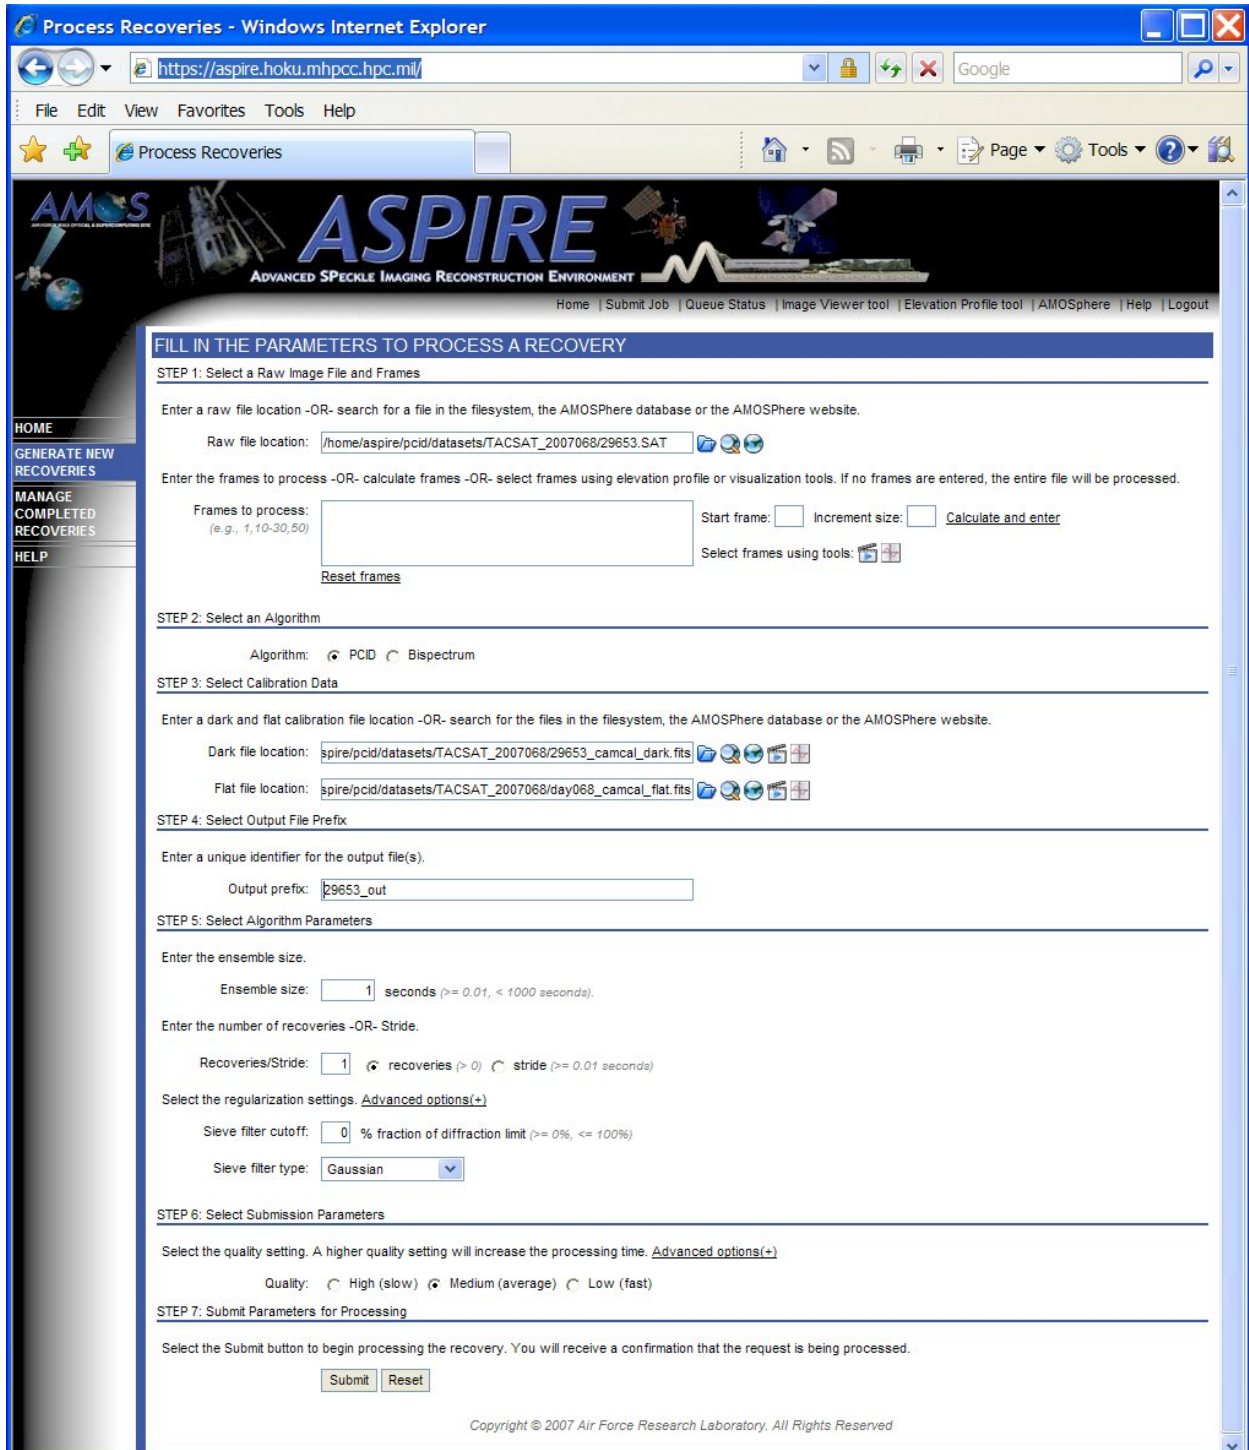 Process Recoveries - Windows Internet Explorer
https://aspire.hoku.mhpcc.hpc.mil/
Google
File Edit View Favorites Tools Help
Process Recoveries
Page Tools
AMOS
ASPIRE
ADVANCED SPECKLE IMAGING RECONSTRUCTION ENVIRONMENT
Home | Submit Job | Queue Status | Image Viewer tool | Elevation Profile tool | AMOSphere | Help | Logout
HOME
GENERATE NEW
RECOVERIES
MANAGE
COMPLETED
RECOVERIES
HELP
FILL IN THE PARAMETERS TO PROCESS A RECOVERY
STEP 1: Select a Raw Image File and Frames
Enter a raw file location -OR- search for a file in the filesystem, the AMOSPhere database or the AMOSPhere website.
Raw file location: /home/aspire/pcid/datasets/TACSAT_2007068/29653.SAT
Enter the frames to process -OR- calculate frames -OR- select frames using elevation profile or visualization tools. If no frames are entered, the entire file will be processed.
Frames to process: Start frame: Increment size: Calculate and enter
(e.g., 1,10-30,50)
Select frames using tools:
Reset frames
STEP 2: Select an Algorithm
Algorithm: PCID Bispectrum
STEP 3: Select Calibration Data
Enter a dark and flat calibration file location -OR- search for the files in the filesystem, the AMOSPhere database or the AMOSPhere website.
Dark file location: spire/pcid/datasets/TACSAT_2007068/29653_camcal_dark.fits
Flat file location: spire/pcid/datasets/TACSAT_2007068/day068_camcal_flat.fits
STEP 4: Select Output File Prefix
Enter a unique identifier for the output file(s).
Output prefix: 29653_out
STEP 5: Select Algorithm Parameters
Enter the ensemble size.
Ensemble size: 1 seconds (>= 0.01, < 1000 seconds).
Enter the number of recoveries -OR- Stride.
Recoveries/Stride: 1 recoveries (> 0) stride (>= 0.01 seconds)
Select the regularization settings. Advanced options(+)
Sieve filter cutoff: 0 % fraction of diffraction limit (>= 0%, <= 100%)
Sieve filter type: Gaussian
STEP 6: Select Submission Parameters
Select the quality setting. A higher quality setting will increase the processing time. Advanced options(+)
Quality: High (slow) Medium (average) Low (fast)
STEP 7: Submit Parameters for Processing
Select the Submit button to begin processing the recovery. You will receive a confirmation that the request is being processed.
Submit Reset
Copyright © 2007 Air Force Research Laboratory. All Rights Reserved